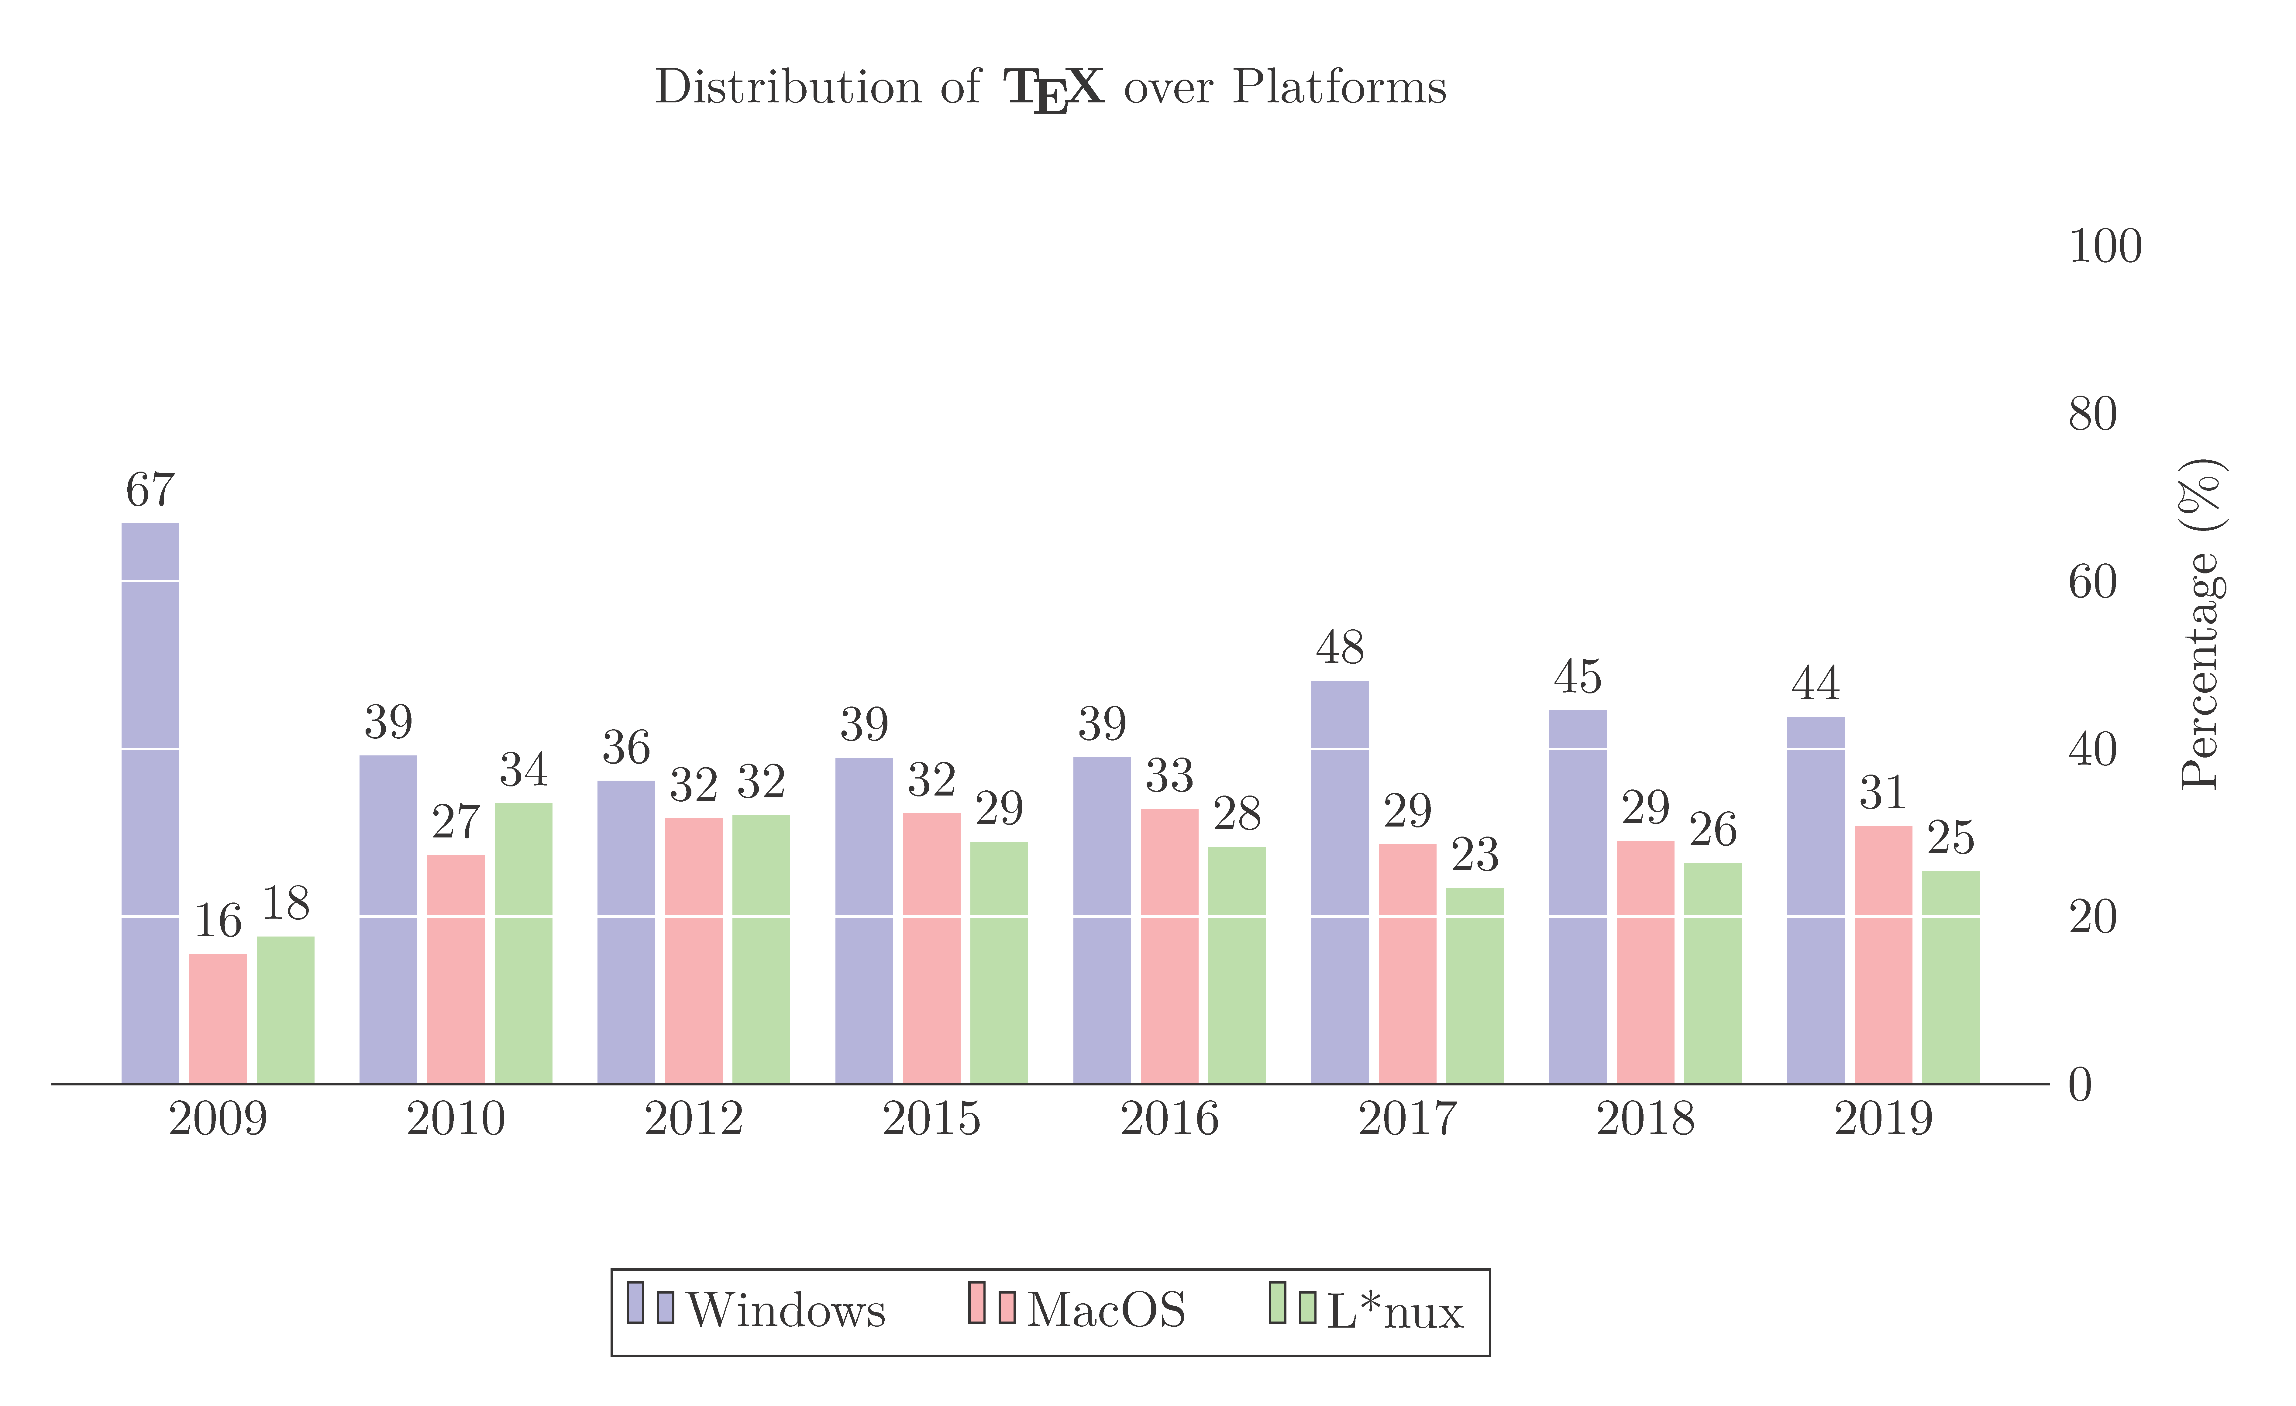 Distribution of TEX over Platforms
100
80
60
40
20
0
Percentage (%)
67 16 18
39 27 34
36 32 32
39 32 29
39 33 28
48 29 23
45 29 26
44 31 25
2009 2010 2012 2015 2016 2017 2018 2019
Windows MacOS L*nux